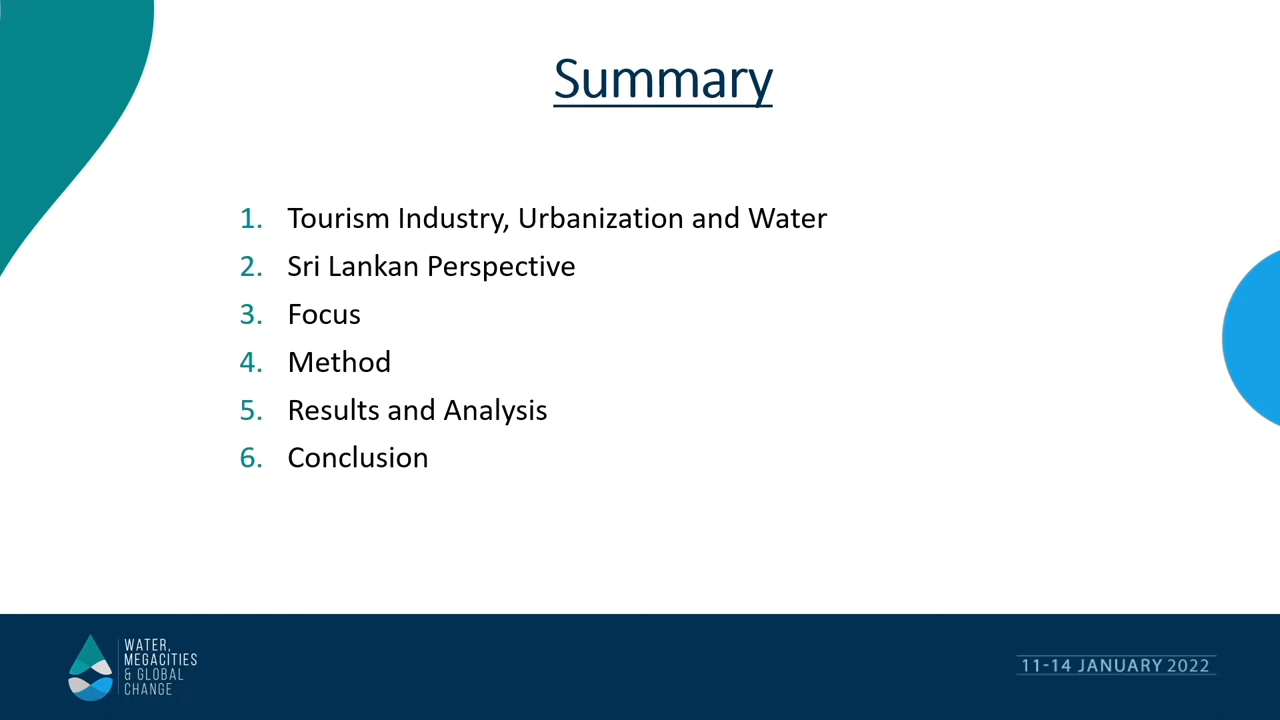 Summary
1. Tourism Industry, Urbanization and Water
2. Sri Lankan Perspective
3. Focus
4. Method
5. Results and Analysis
6. Conclusion
WATER,
MEGACITIES
& GLOBAL
CHANGE
11-14 JANUARY 2022